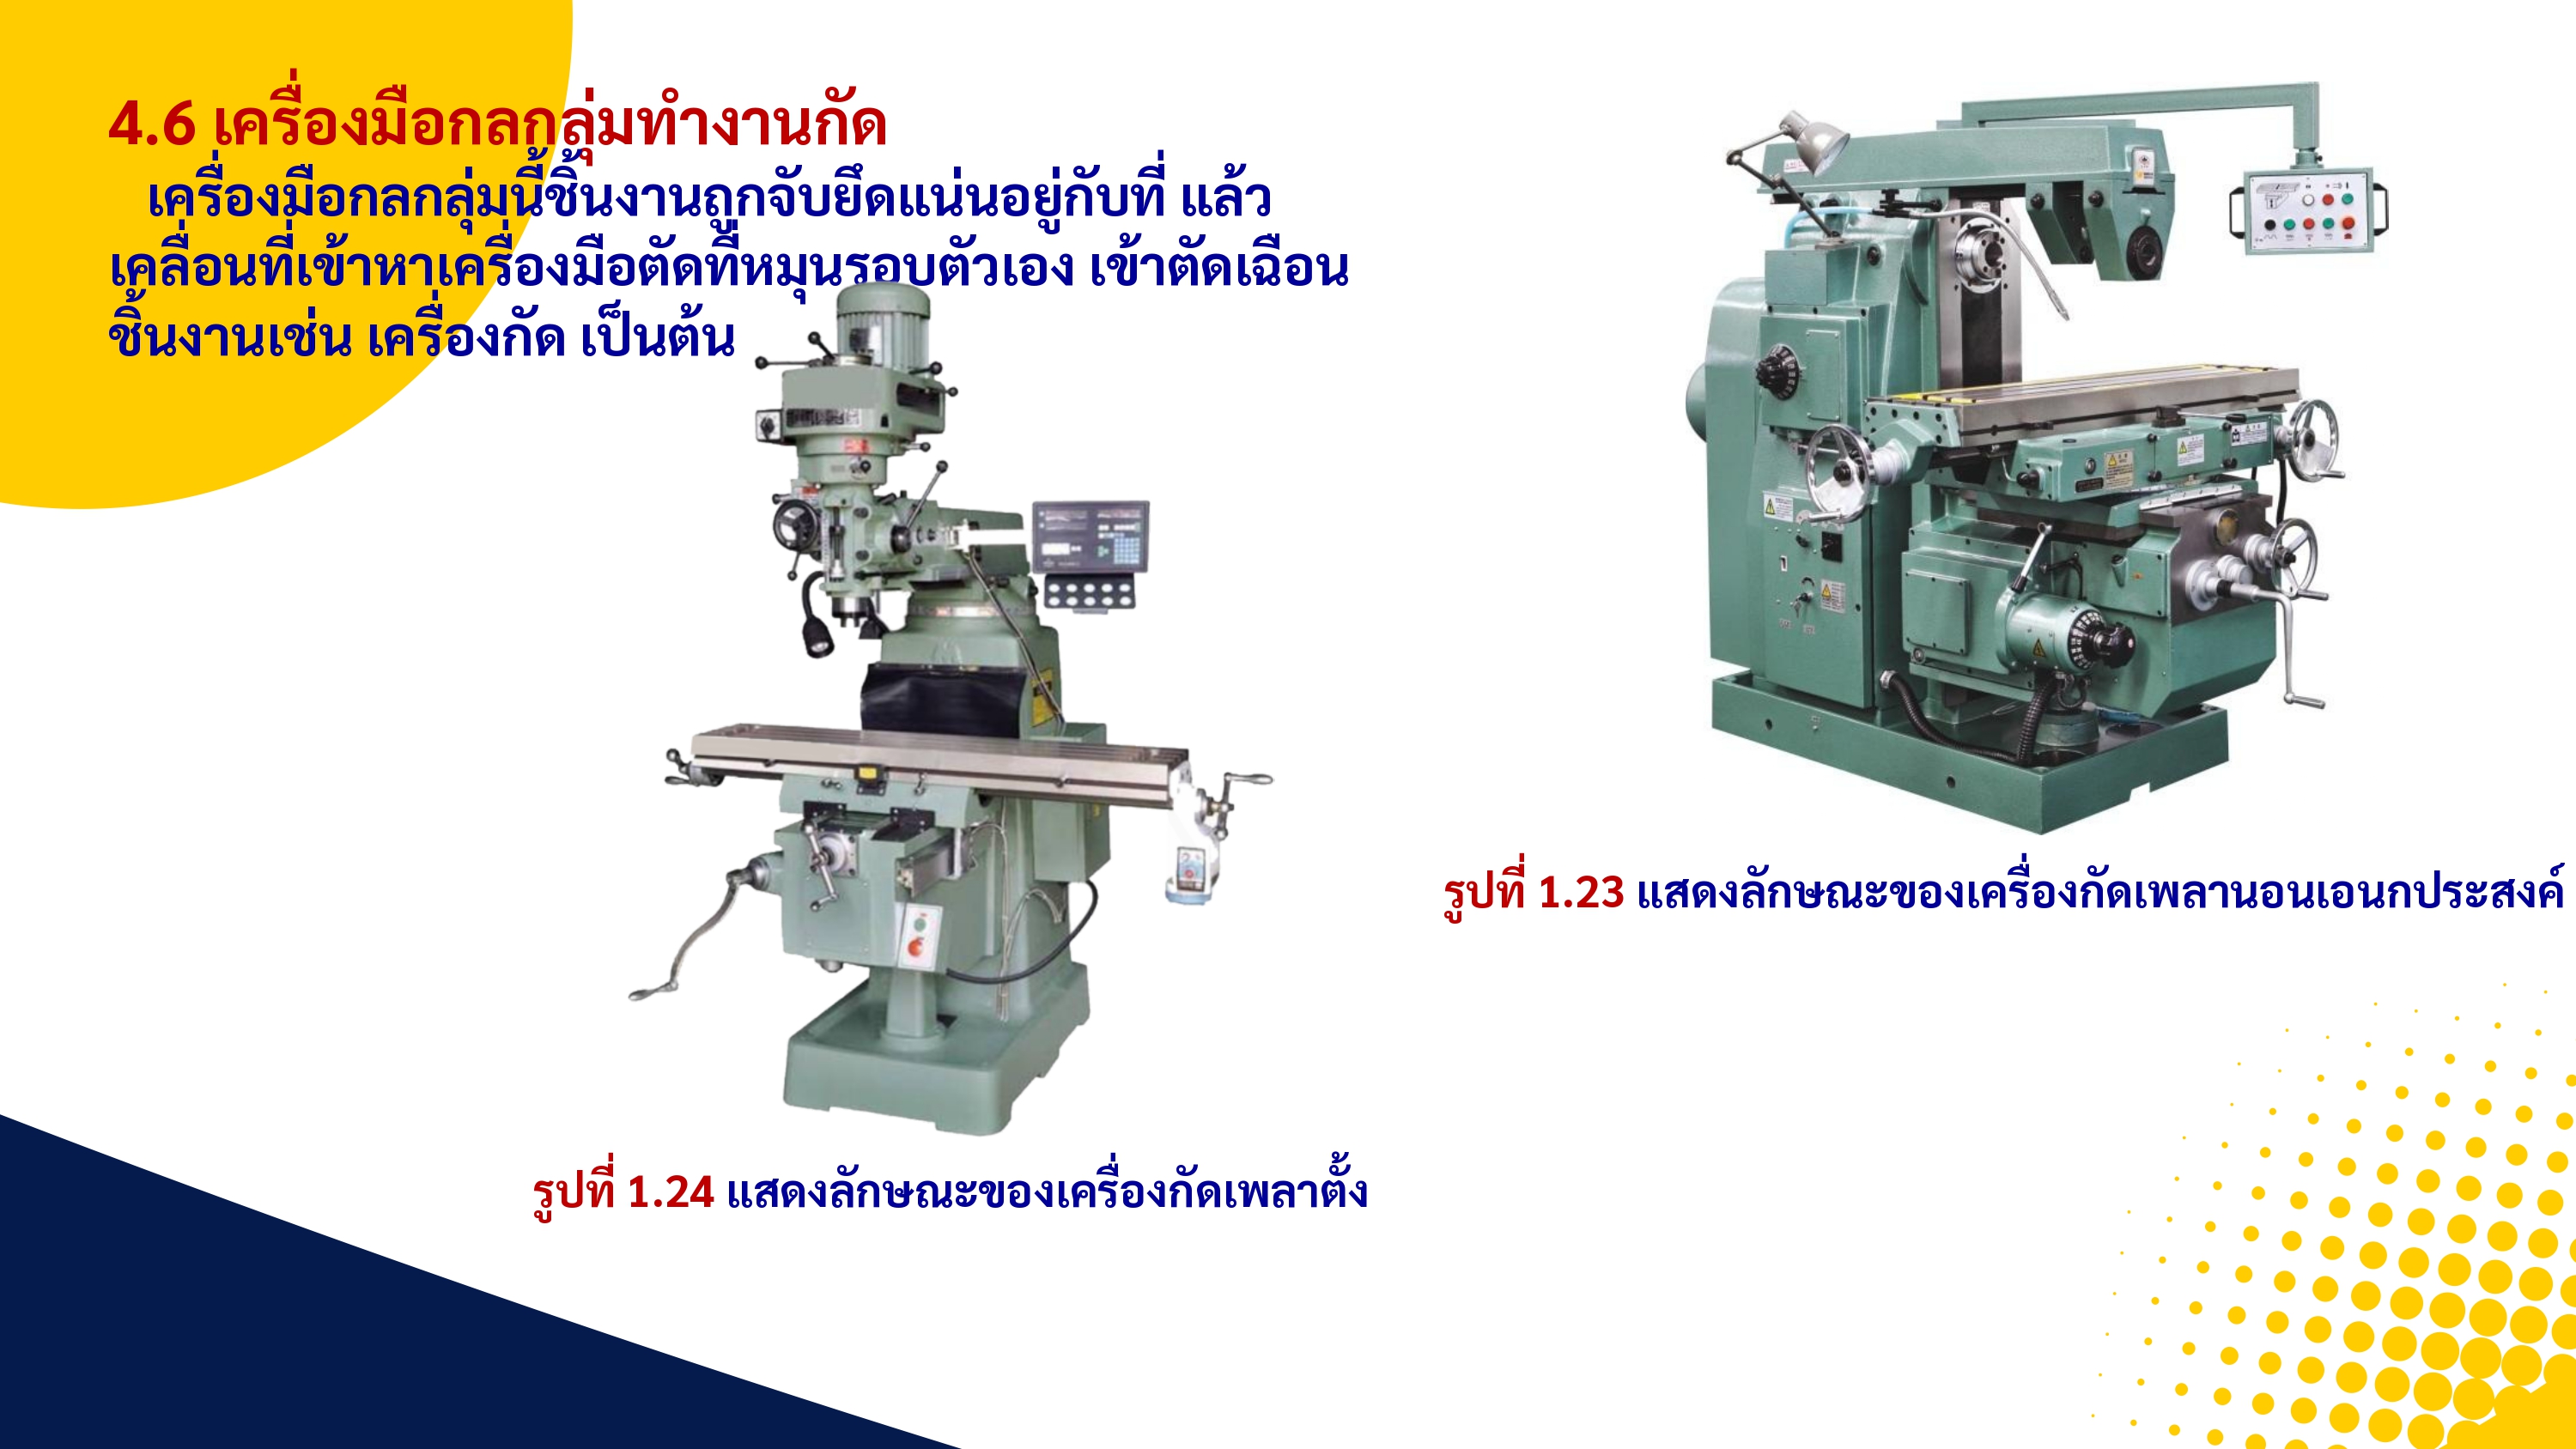 4.6 เครื่องมือกลกลุ่มทำงานกัด
เครื่องมือกลกลุ่มนี้ชิ้นงานถูกจับยึดแน่นอยู่กับที่ แล้ว
เคลื่อนที่เข้าหาเครื่องมือตัดที่หมุนรอบตัวเอง เข้าตัดเฉือน
ชิ้นงานเช่น เครื่องกัด เป็นต้น
รูปที่ 1.23 แสดงลักษณะของเครื่องกัดเพลานอนเอนกประสงค์
รูปที่ 1.24 แสดงลักษณะของเครื่องกัดเพลาตั้ง